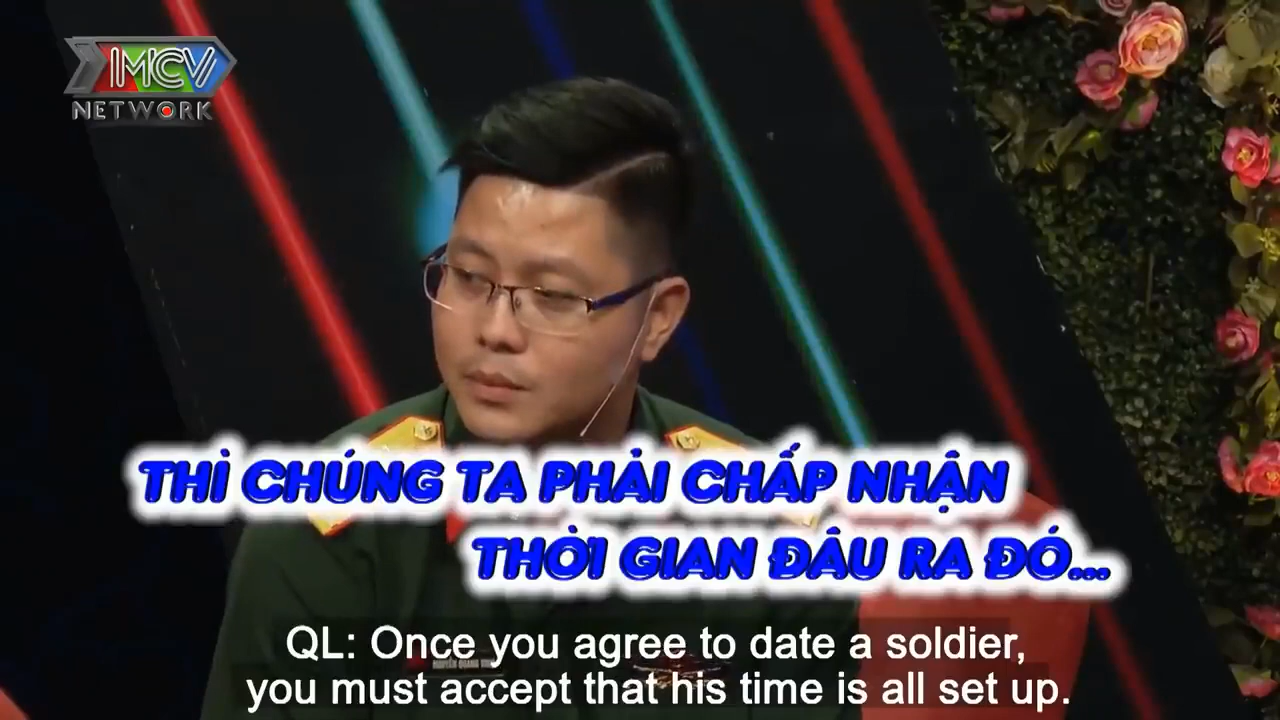 MCV
NETWORK
THÌ CHÚNG TA PHẢI CHẤP NHẬN
THỜI GIAN ĐÂU RA ĐÓ...
QL: Once you agree to date a soldier,
you must accept that his time is all set up.